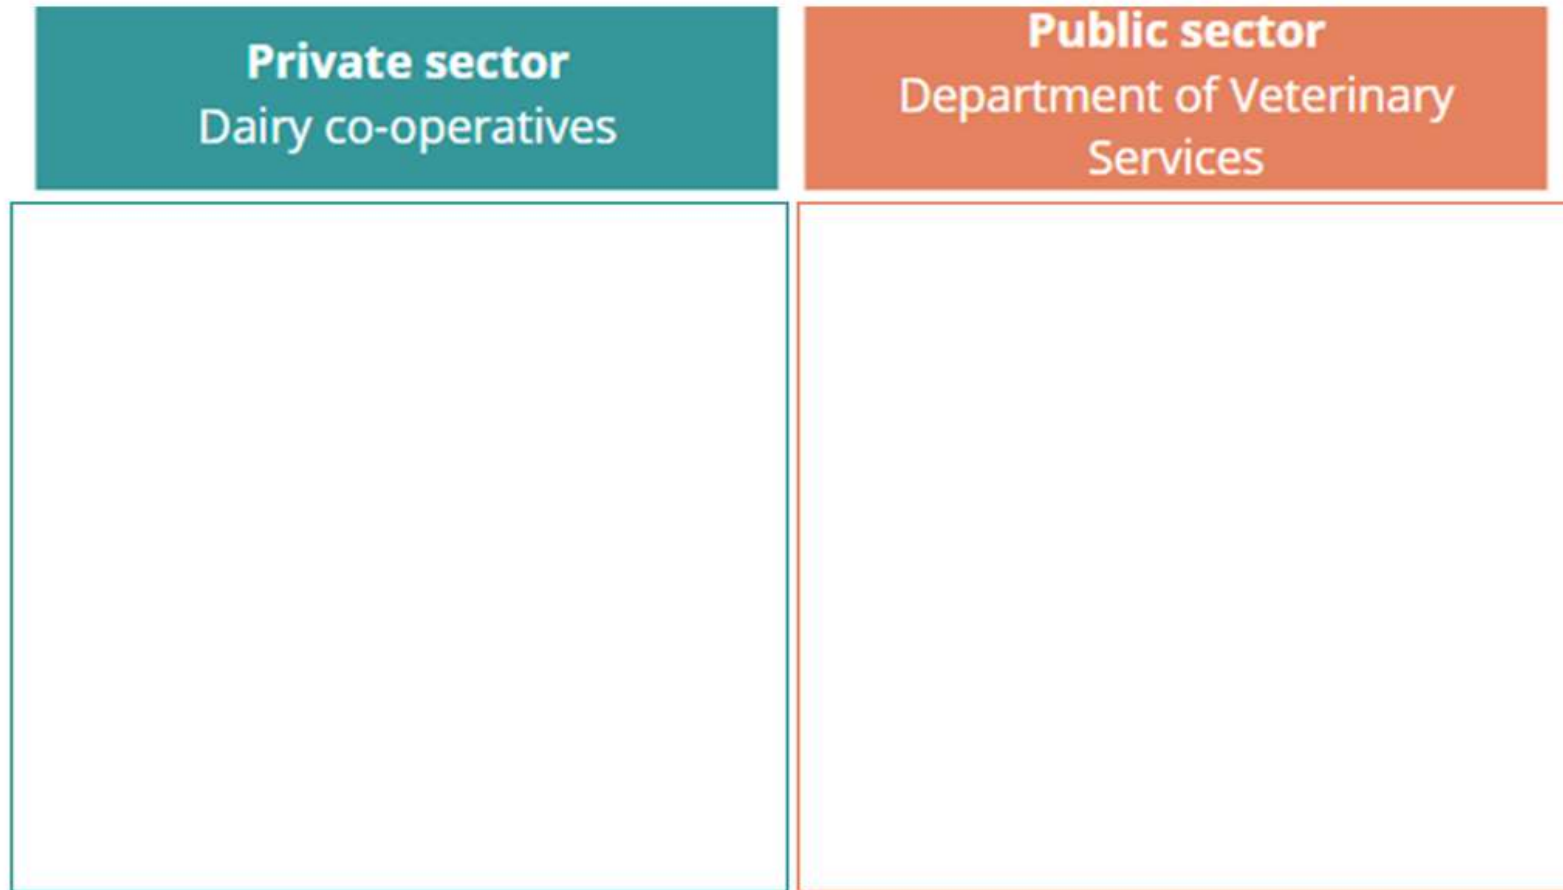 Private sector
Dairy co-operatives
Public sector
Department of Veterinary
Services